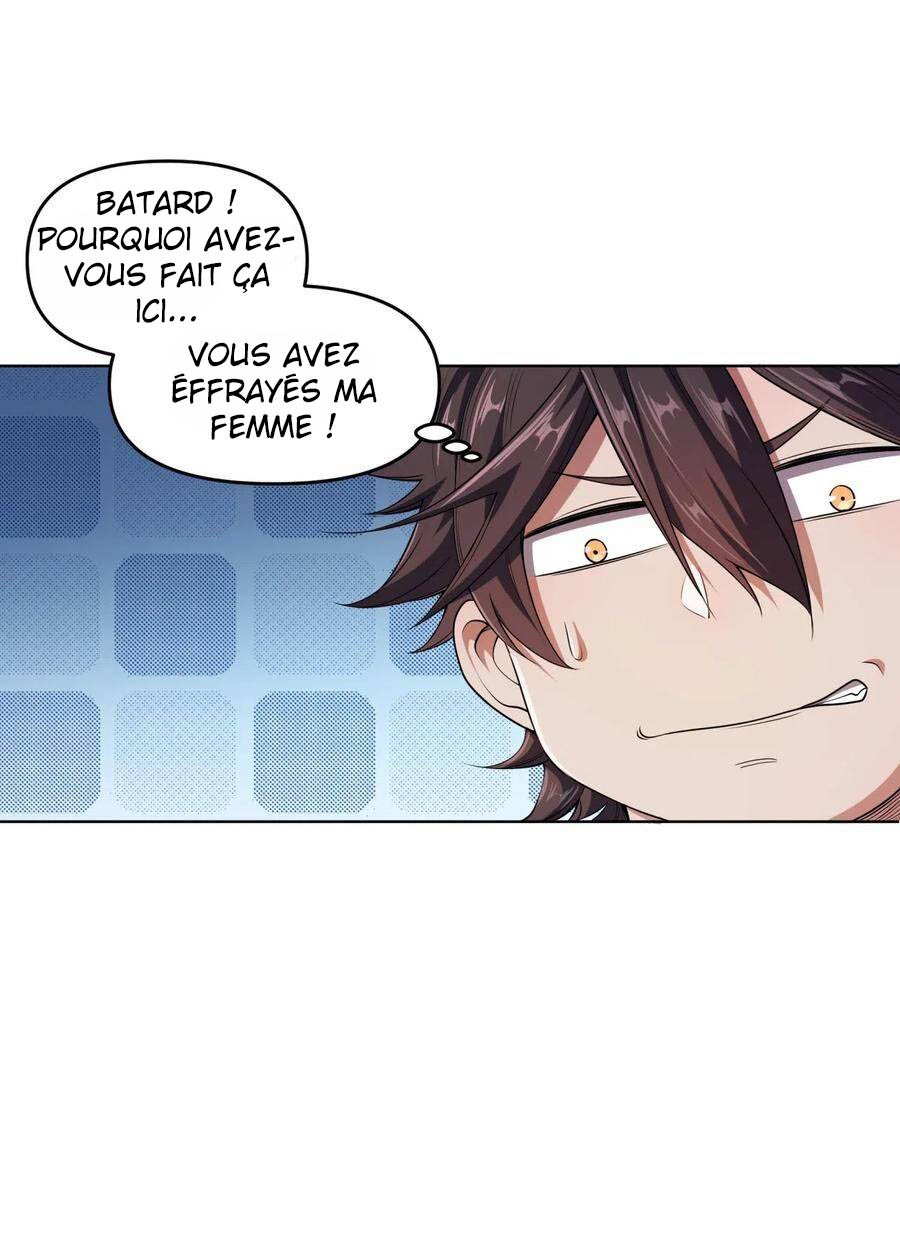 BATARD !
POURQUOI AVEZ-
VOUS FAIT ÇA
ICI...
VOUS AVEZ
ÉFFRAYÉS MA
FEMME !